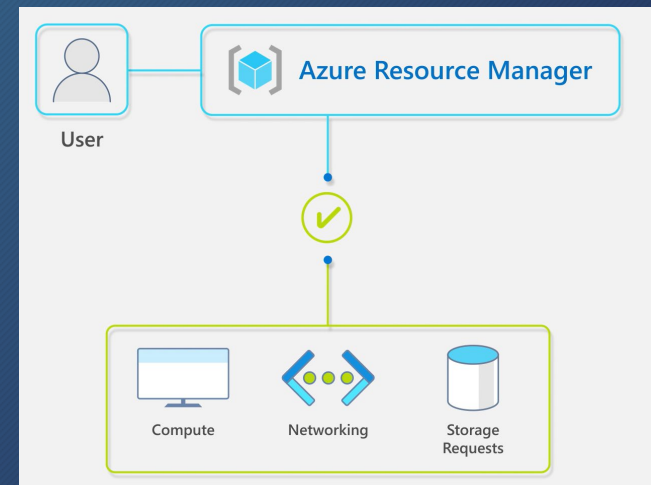 Azure Resource Manager
User
Compute
Networking
Storage
Requests